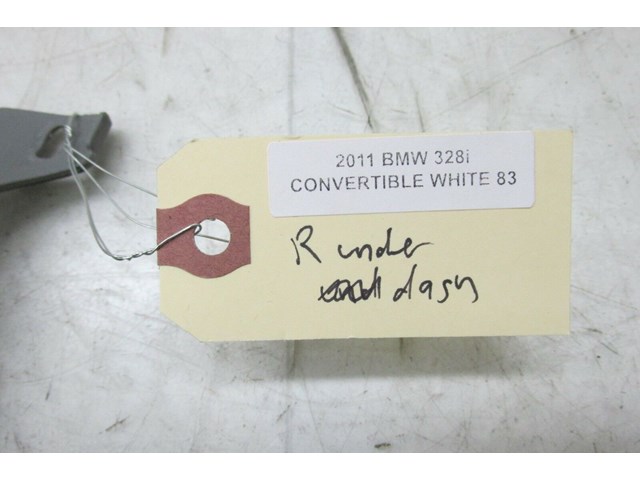 2011 BMW 328i
CONVERTIBLE WHITE 83
R under
dash